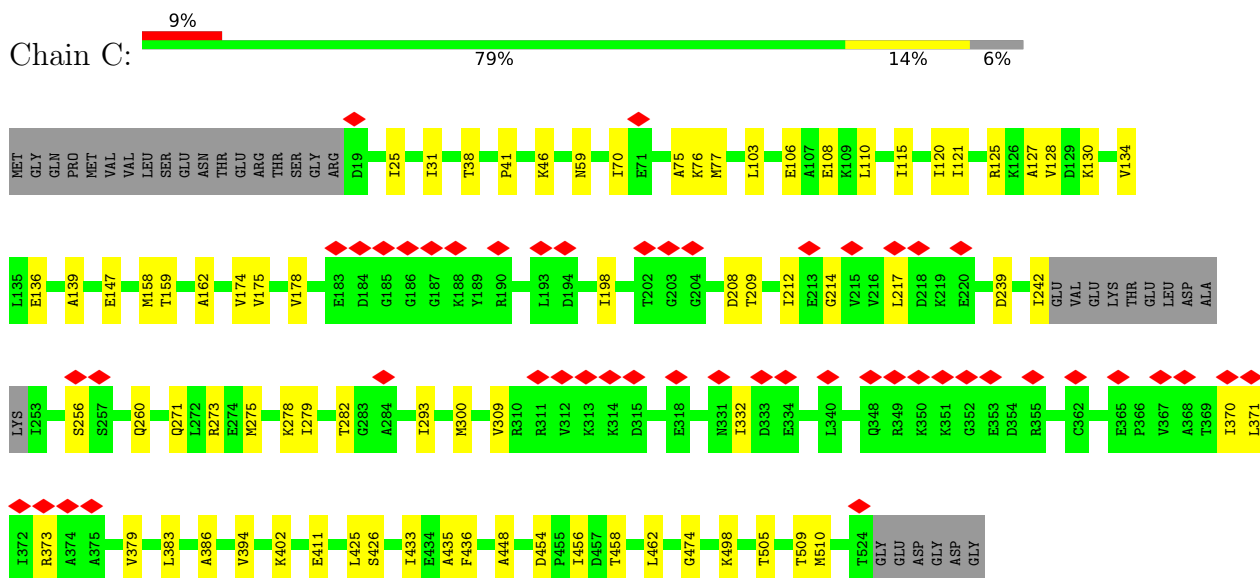 9%
Chain C:
79% 14% 6%
MET GLY GLN PRO MET VAL VAL LEU SER GLU ASN THR GLU ARG THR SER GLY ARG D19 I25 I31 T38 P41 K46 N59 I70 E71 A75 K76 M77 L103 E106 A107 E108 K109 L110 I115 I120 I121 R125 K126 A127 V128 D129 K130 V134
L135 E136 A139 E147 M158 T159 A162 V174 V175 V178 E183 D184 G185 G186 G187 K188 Y189 R190 L193 D194 I198 T202 G203 G204 D208 T209 I212 E213 G214 V215 V216 L217 D218 K219 E220 D239 I242 GLU VAL GLU LYS THR GLU LEU ASP ALA
LYS I253 S256 S257 Q260 Q271 L272 R273 E274 M275 K278 I279 T282 G283 A284 I293 M300 V309 R310 R311 V312 K313 K314 D315 E318 N331 I332 D333 E334 L340 Q348 R349 K350 K351 G352 E353 D354 R355 C362 E365 P366 V367 A368 T369 I370 L371
I372 R373 A374 A375 V379 L383 A386 V394 K402 E411 L425 S426 I433 E434 A435 F436 A448 D454 P455 I456 D457 T458 L462 G474 K498 T505 T509 M510 T524 GLY GLU ASP GLY ASP GLY